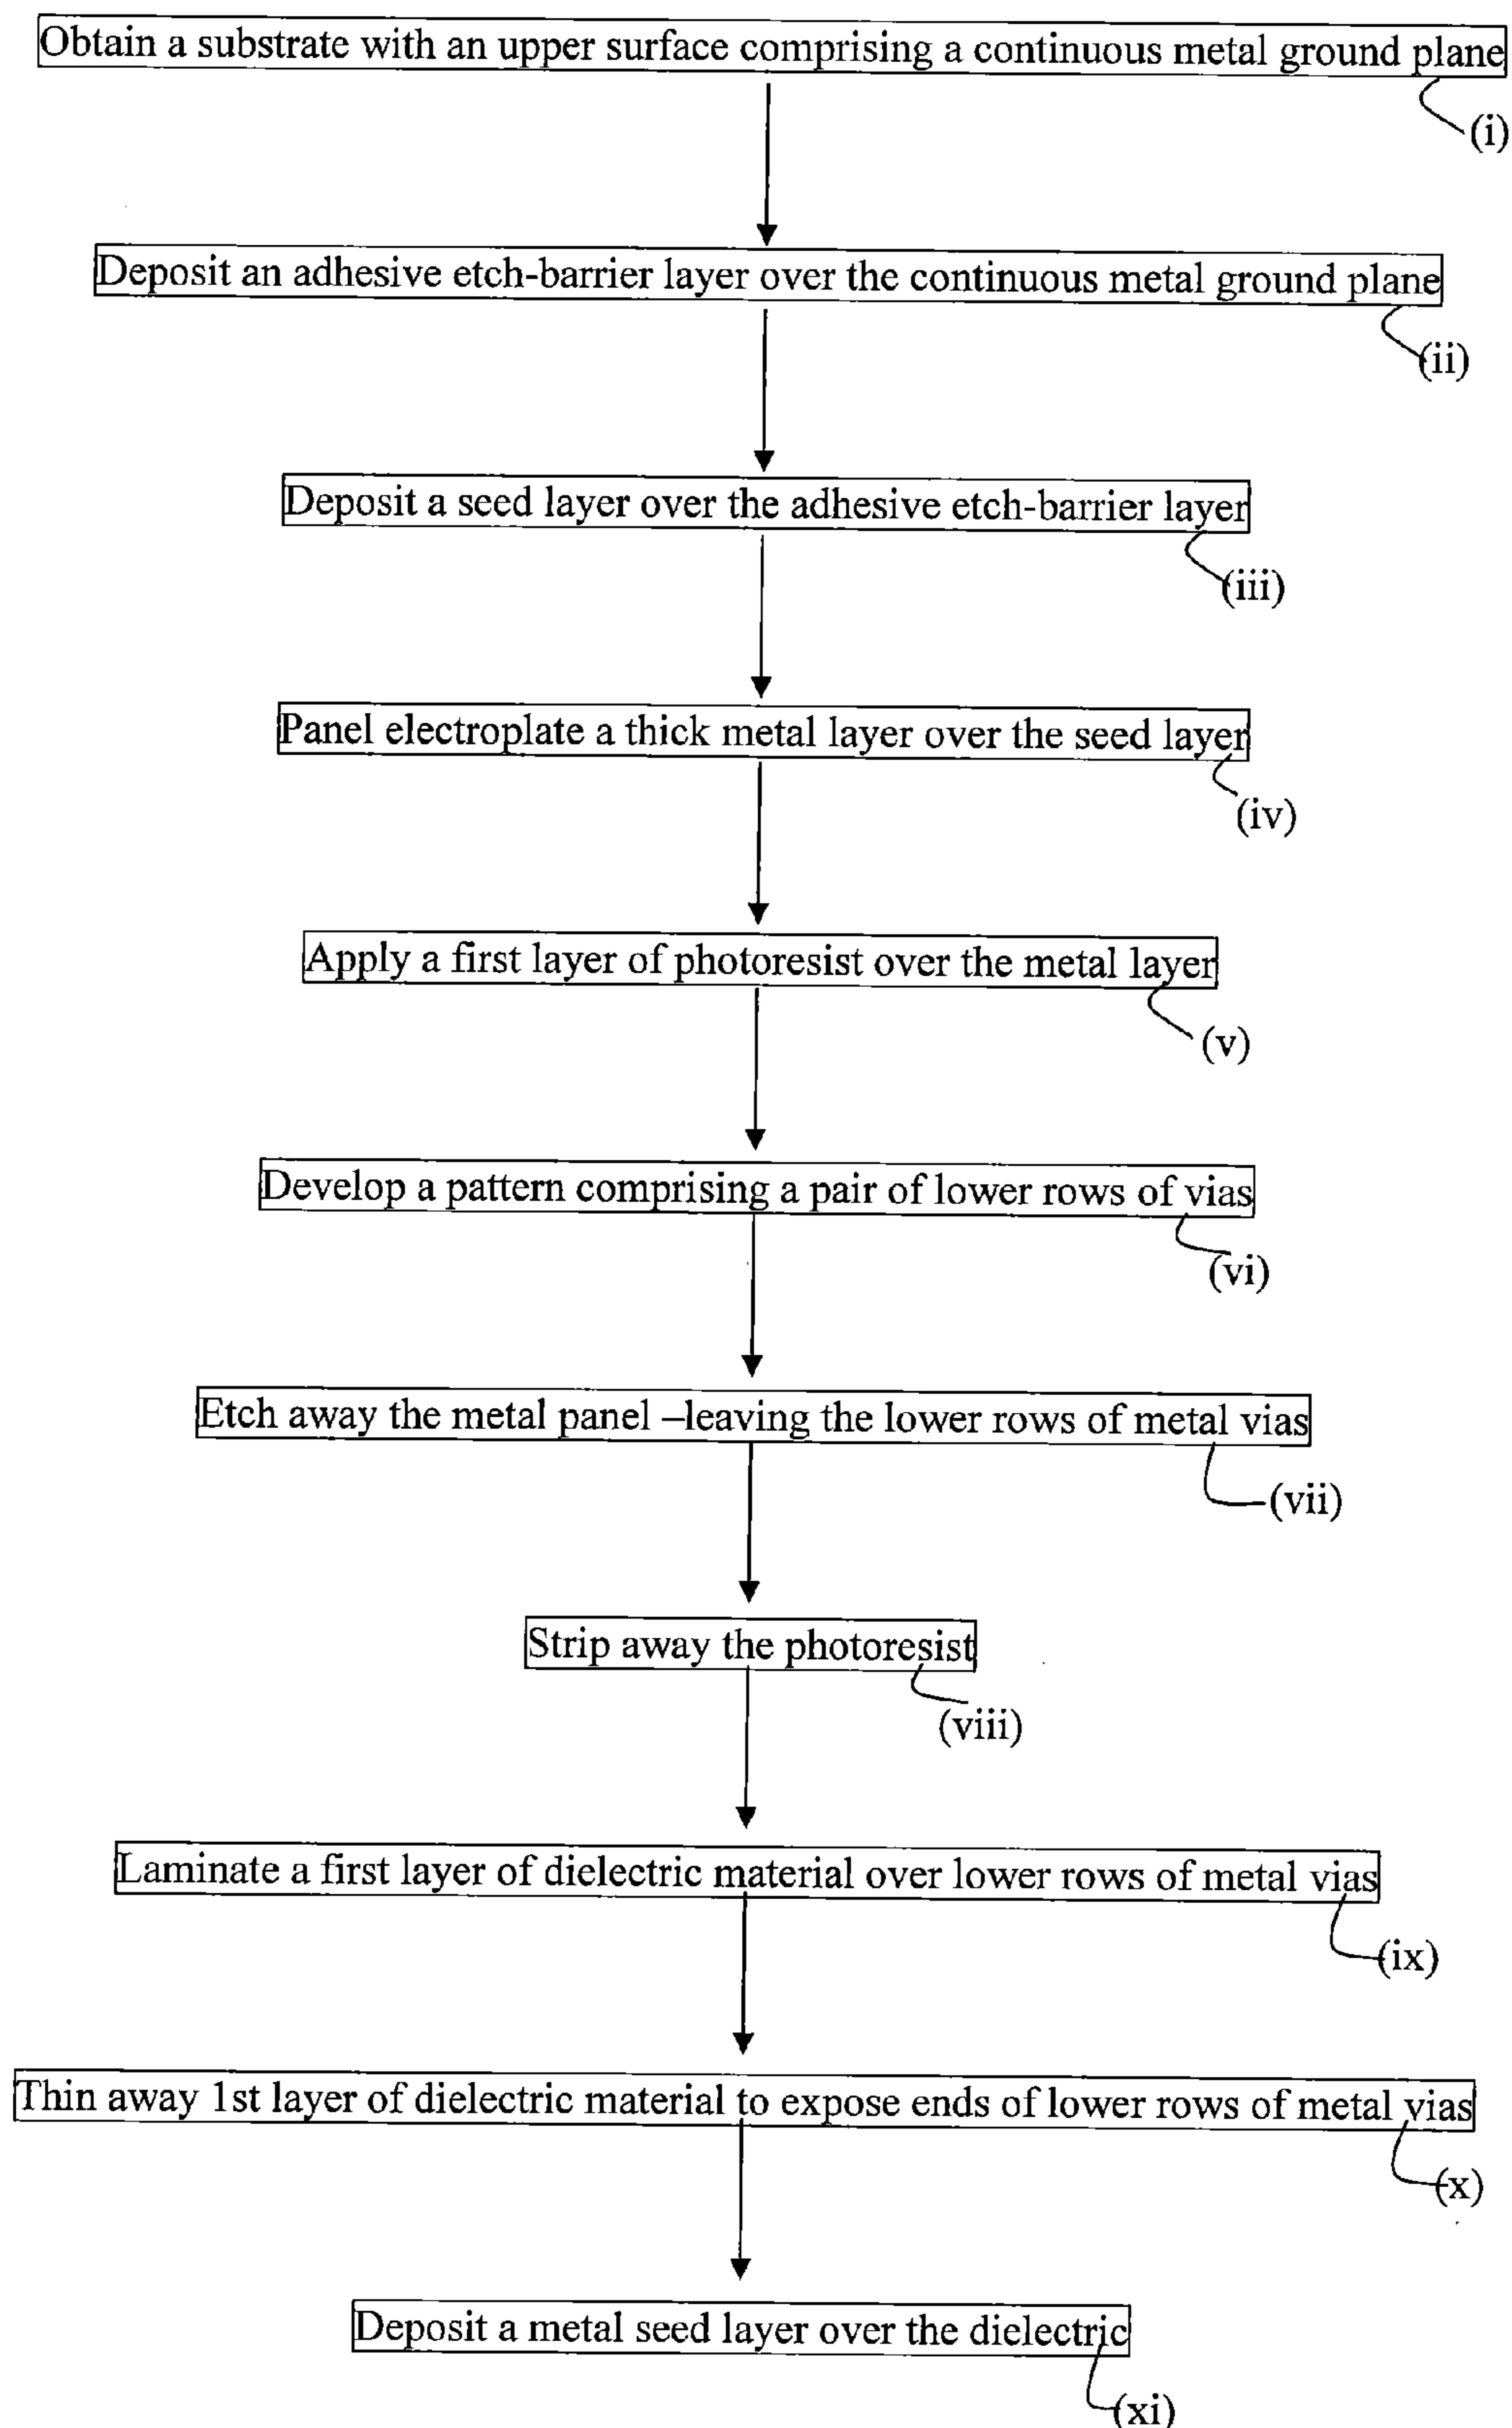 Obtain a substrate with an upper surface comprising a continuous metal ground plane
(i)
Deposit an adhesive etch-barrier layer over the continuous metal ground plane
(ii)
Deposit a seed layer over the adhesive etch-barrier layer
(iii)
Panel electroplate a thick metal layer over the seed layer
(iv)
Apply a first layer of photoresist over the metal layer
(v)
Develop a pattern comprising a pair of lower rows of vias
(vi)
Etch away the metal panel –leaving the lower rows of metal vias
(vii)
Strip away the photoresist
(viii)
Laminate a first layer of dielectric material over lower rows of metal vias
(ix)
Thin away 1st layer of dielectric material to expose ends of lower rows of metal vias
(x)
Deposit a metal seed layer over the dielectric
(xi)